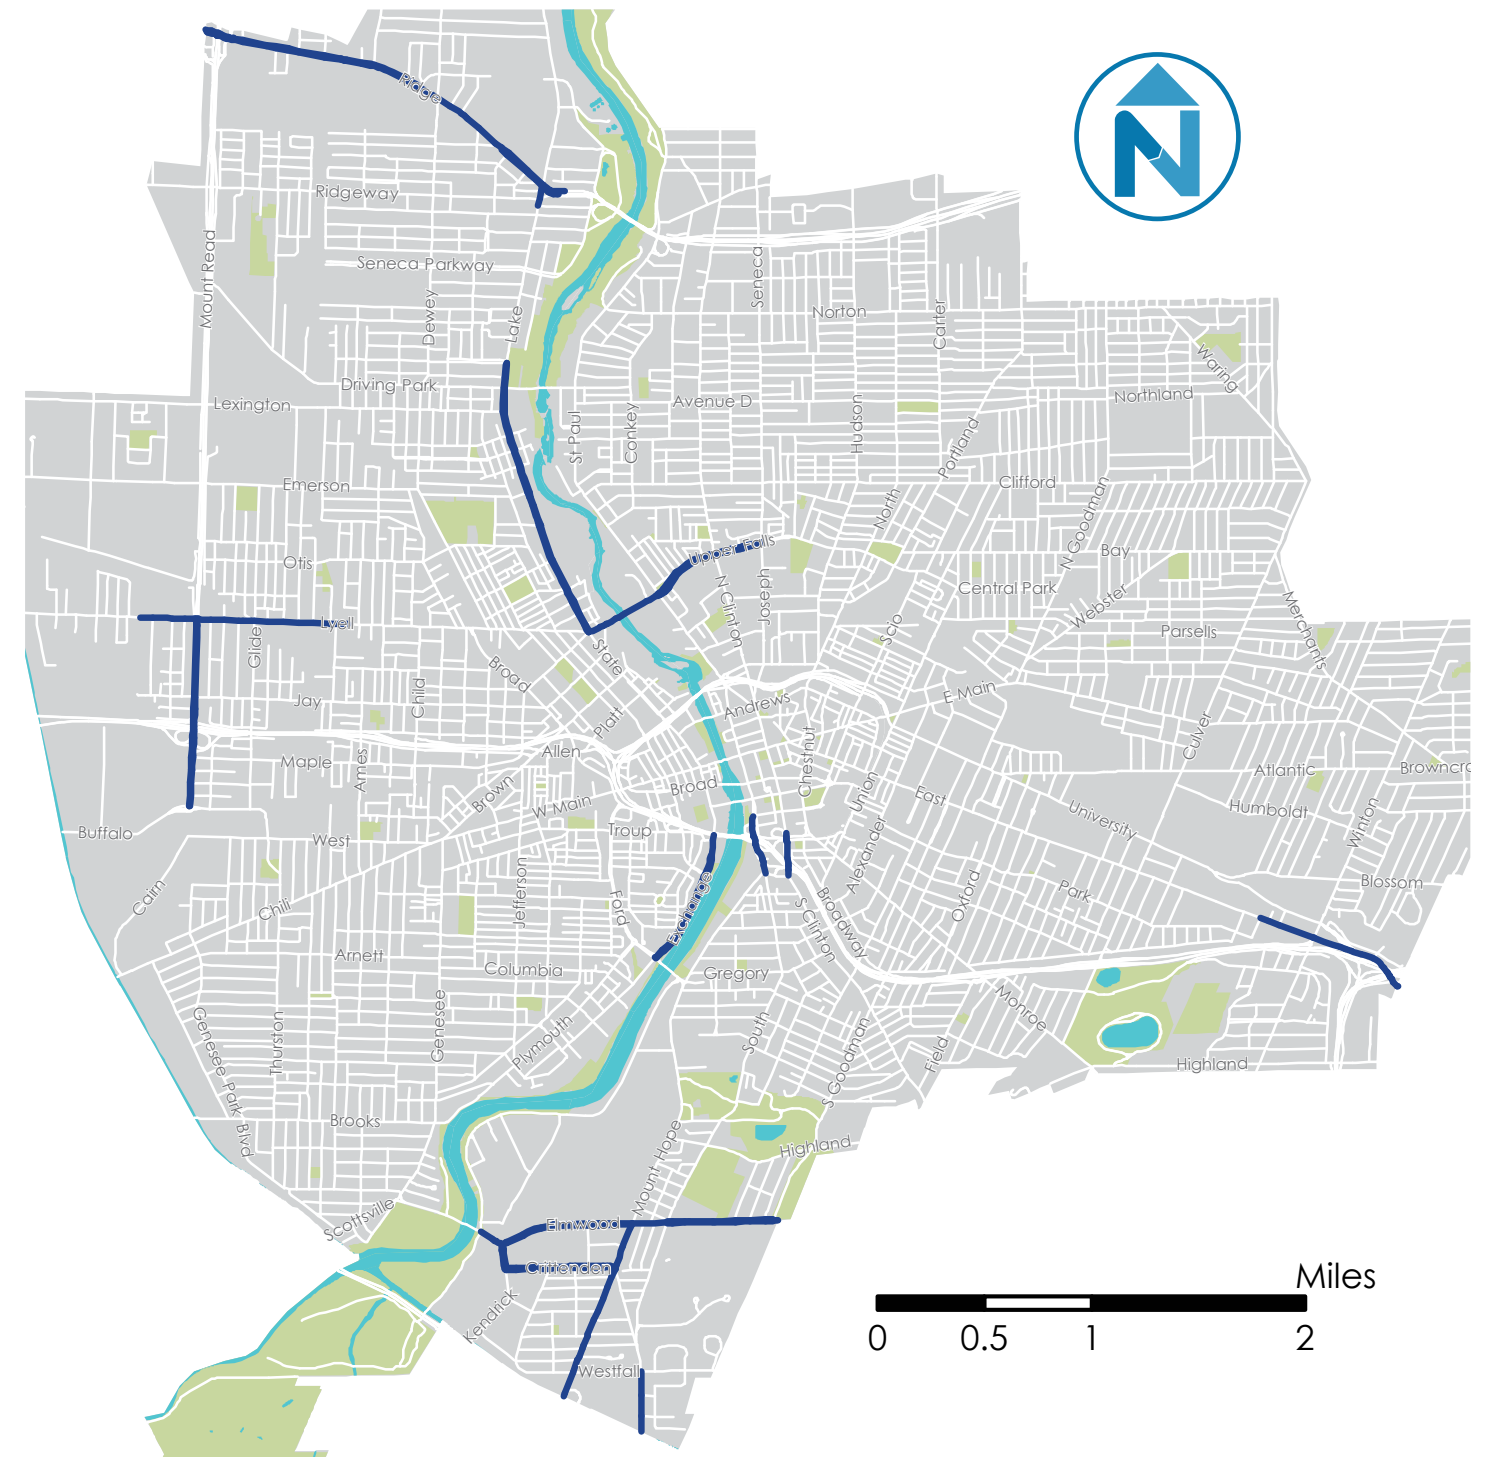 Ridge
N
Ridgeway
Mount Read
Seneca Parkway
Seneca
Dewey
Lake
Norton
Carter
Waring
Driving Park
Lexington
Avenue D
Northland
St Paul
Conkey
Hudson
Portland
Emerson
Clifford
North
N Goodman
Otis
Upper Falls
Bay
N Clinton
Joseph
Central Park
Webster
Merchants
Lyell
Glide
State
Scio
Parsells
Broad
Jay
Child
Platt
Andrews
E Main
Culver
Allen
Chestnut
Maple
Ames
Atlantic
Browncro
Brown
W Main
Broad
Union
East
University
Humboldt
Winton
Buffalo
West
Troup
Alexander
Cairn
Chili
Jefferson
Ford
Exchange
S Clinton
Broadway
Oxford
Park
Blossom
Arnett
Columbia
Gregory
Genesee Park Blvd
Thurston
Genesee
Plymouth
South
S Goodman
Field
Monroe
Highland
Brooks
Mount Hope
Highland
Scottsville
Elmwood
Crittenden
Kendrick
Westfall
Miles
0 0.5 1 2